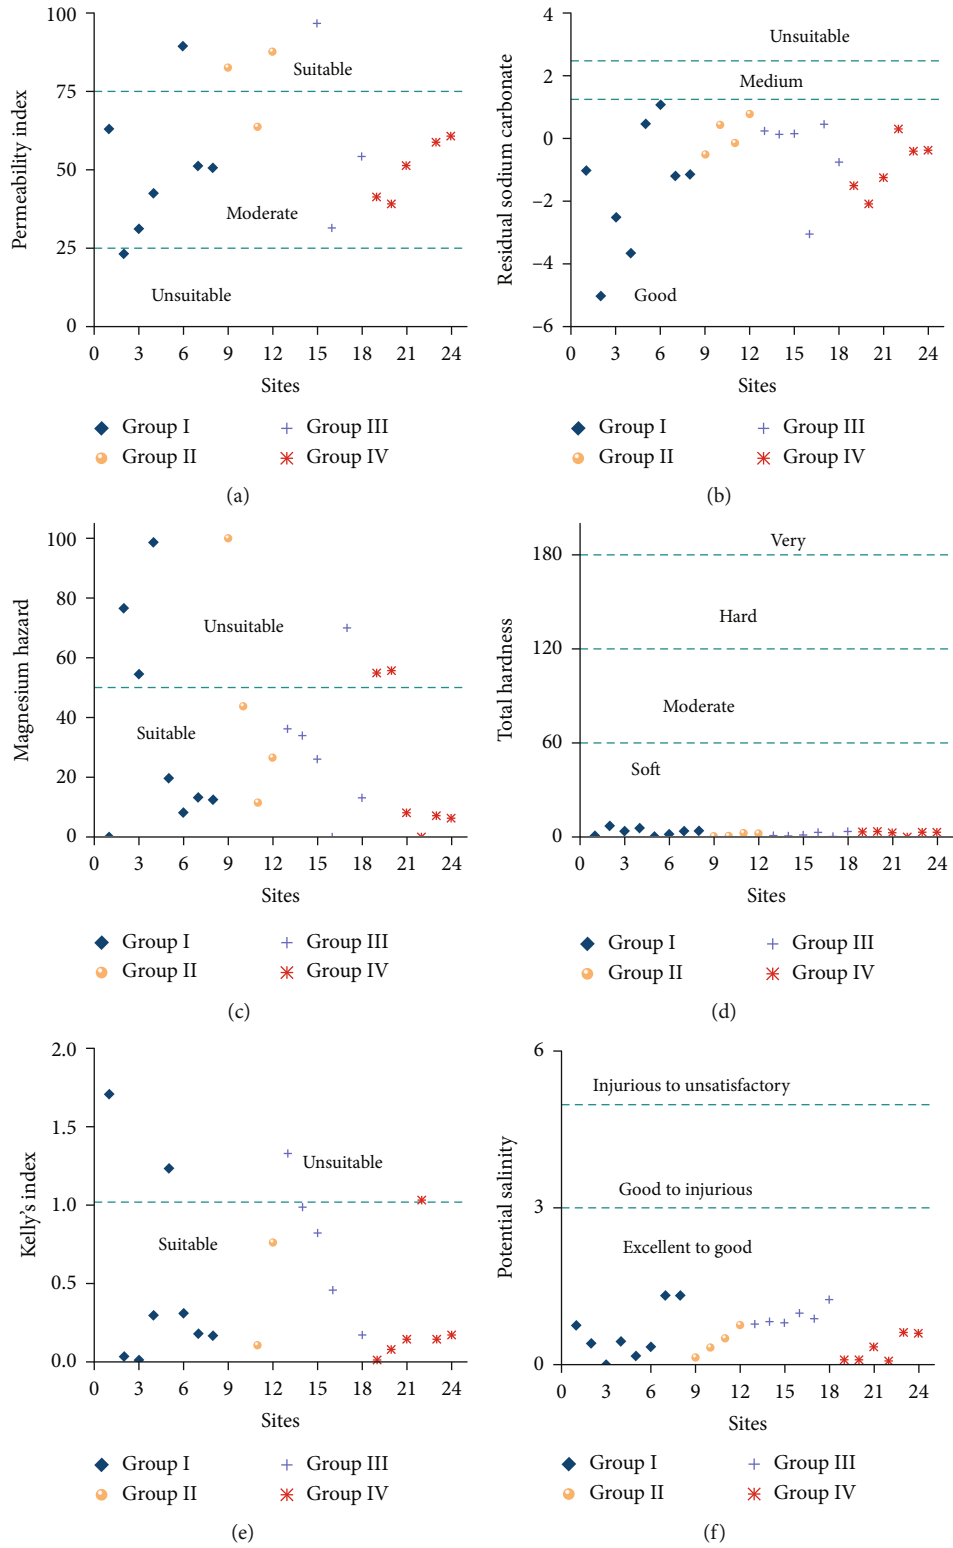 100
75
50
25
0
Permeability index
Suitable
Moderate
Unsuitable
0 3 6 9 12 15 18 21 24
Sites
Group I Group III
Group II Group IV
(a)
4
2
0
–2
–4
–6
Residual sodium carbonate
Unsuitable
Medium
Good
0 3 6 9 12 15 18 21 24
Sites
Group I Group III
Group II Group IV
(b)
100
80
60
40
20
0
Magnesium hazard
Unsuitable
Suitable
0 3 6 9 12 15 18 21 24
Sites
Group I Group III
Group II Group IV
(c)
180
120
60
0
Total hardness
Very
Hard
Moderate
Soft
0 3 6 9 12 15 18 21 24
Sites
Group I Group III
Group II Group IV
(d)
2.0
1.5
1.0
0.5
0.0
Kelly's index
Unsuitable
Suitable
0 3 6 9 12 15 18 21 24
Sites
Group I Group III
Group II Group IV
(e)
6
3
0
Potential salinity
Injurious to unsatisfactory
Good to injurious
Excellent to good
0 3 6 9 12 15 18 21 24
Sites
Group I Group III
Group II Group IV
(f)